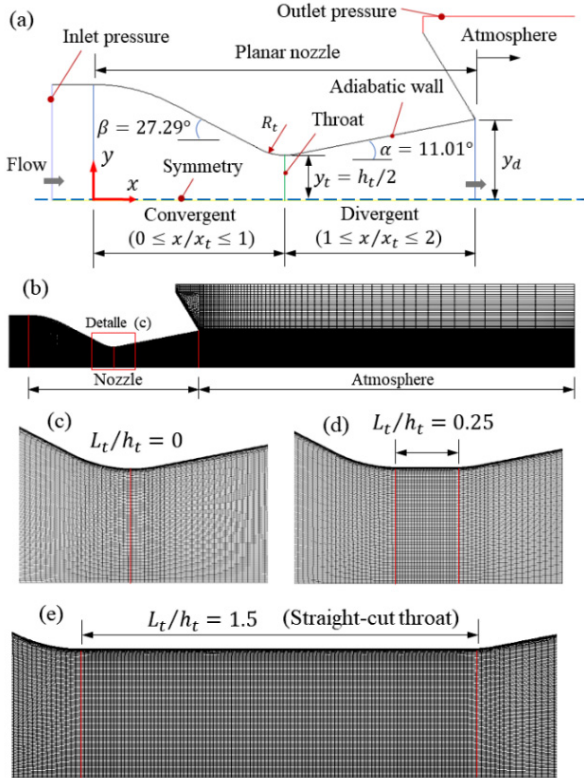 (a)
Outlet pressure
Inlet pressure
Atmosphere
Planar nozzle
Adiabatic wall
β = 27.29°
R_t
Throat
α = 11.01°
Flow
y
Symmetry
y_t = h_t/2
y_d
x
Convergent
Divergent
(0 ≤ x/x_t ≤ 1)
(1 ≤ x/x_t ≤ 2)
(b)
Detalle (c)
Nozzle
Atmosphere
(c)
L_t/h_t = 0
(d)
L_t/h_t = 0.25
(e)
L_t/h_t = 1.5 (Straight-cut throat)